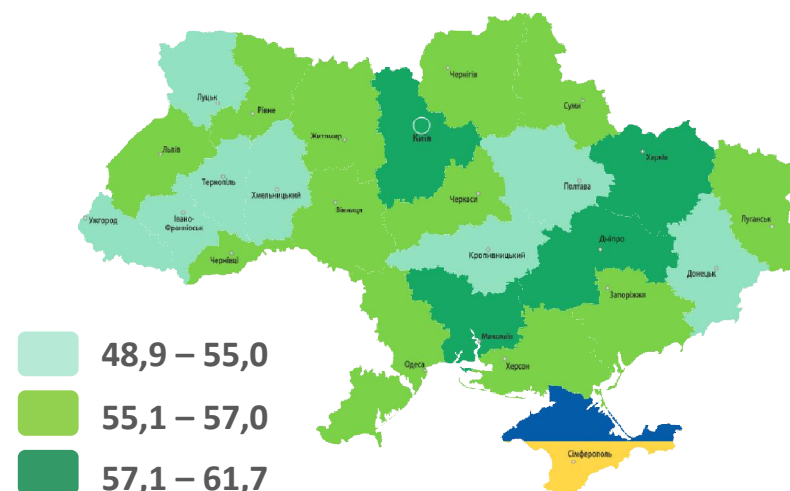 Чернігів
Луцьк
Суми
Рівне
Житомир
Київ
Львів
Харків
Тернопіль
Хмельницький
Полтава
Черкаси
Вінниця
Ужгород
Івано-
Франківськ
Луганськ
Дніпро
Чернівці
Кропивницький
Донецьк
Запоріжжя
Миколаїв
Одеса
Херсон
48,9 – 55,0
55,1 – 57,0
57,1 – 61,7
Сімферополь